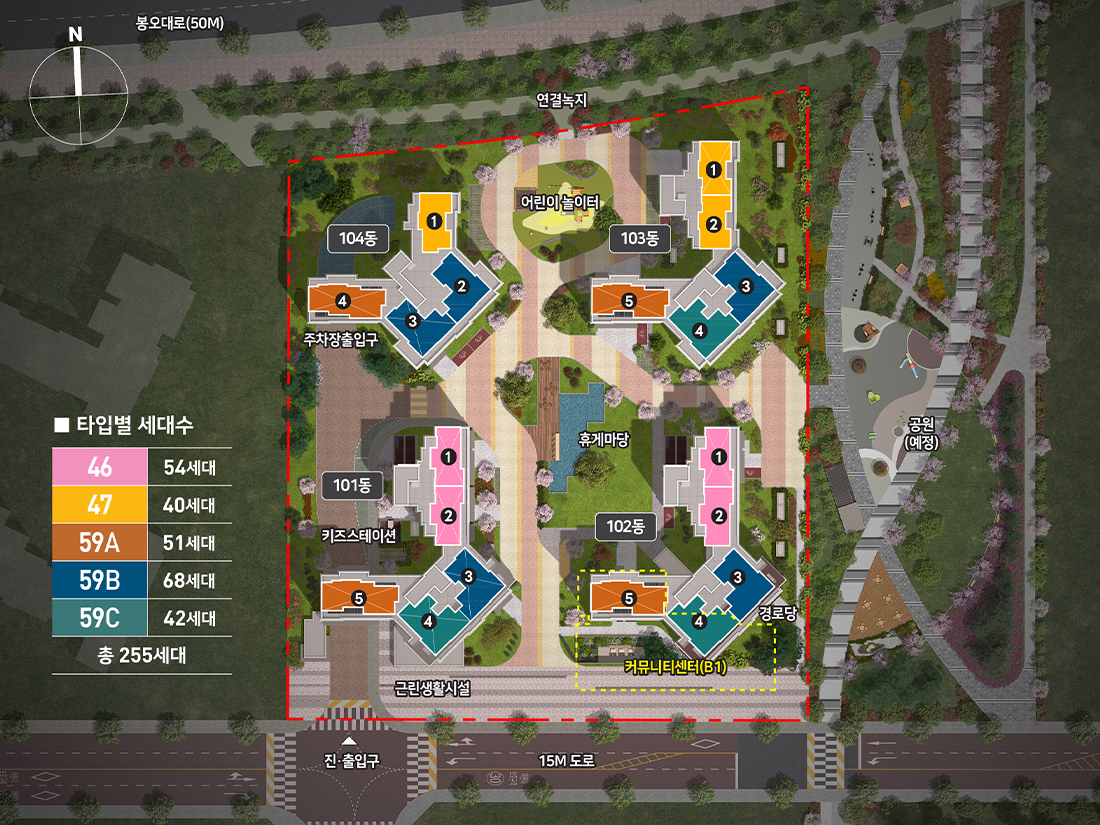 봉오대로(50M)
N
연결녹지
어린이 놀이터
1
1
2
104동
103동
2
3
4
3
5
4
주차장출입구
공원
(예정)
휴게마당
■ 타입별 세대수
46 54세대
47 40세대
59A 51세대
59B 68세대
59C 42세대
총 255세대
1
1
101동
2
2
102동
키즈스테이션
3
3
5
4
5
4
경로당
커뮤니티센터(B1)
근린생활시설
진·출입구
15M 도로